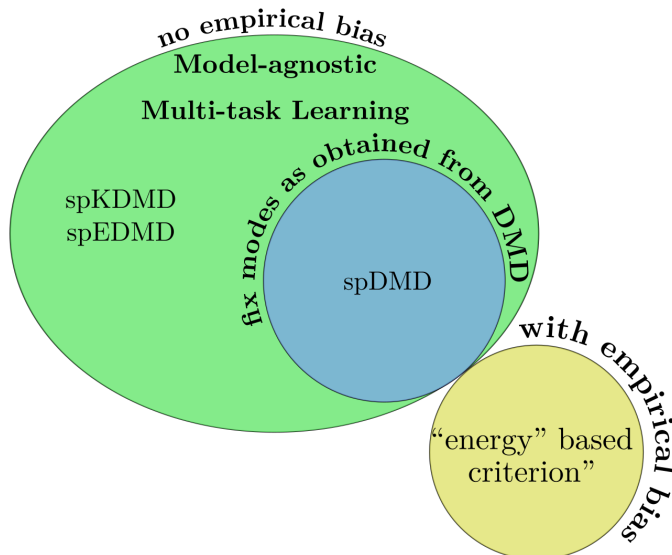 no empirical bias
Model-agnostic
Multi-task Learning
fix modes as obtained from DMD
spKDMD
spEDMD
spDMD
with empirical bias
“energy” based
criterion”